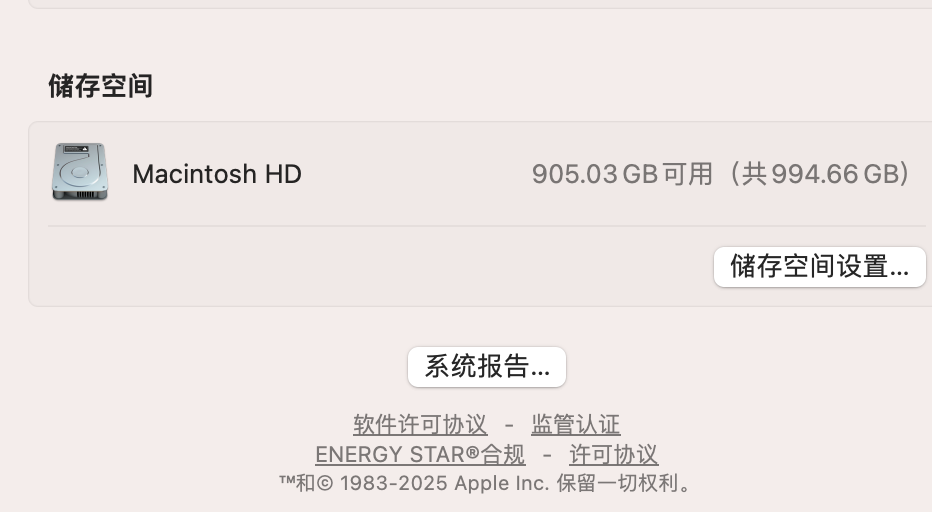 储存空间
Macintosh HD 905.03 GB 可用（共 994.66 GB）
储存空间设置...
系统报告...
软件许可协议 - 监管认证
ENERGY STAR®合规 - 许可协议
™和© 1983-2025 Apple Inc. 保留一切权利。